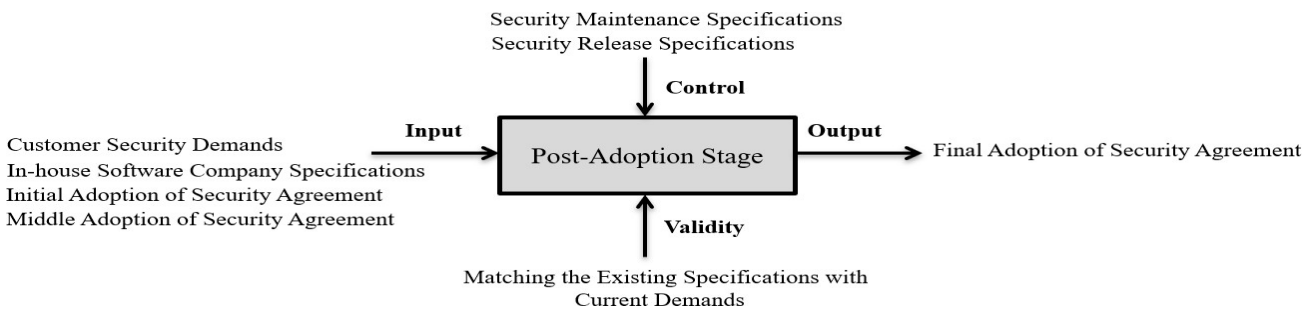 Security Maintenance Specifications
Security Release Specifications
Control
Input
Output
Customer Security Demands
In-house Software Company Specifications
Initial Adoption of Security Agreement
Middle Adoption of Security Agreement
Post-Adoption Stage
Final Adoption of Security Agreement
Validity
Matching the Existing Specifications with
Current Demands